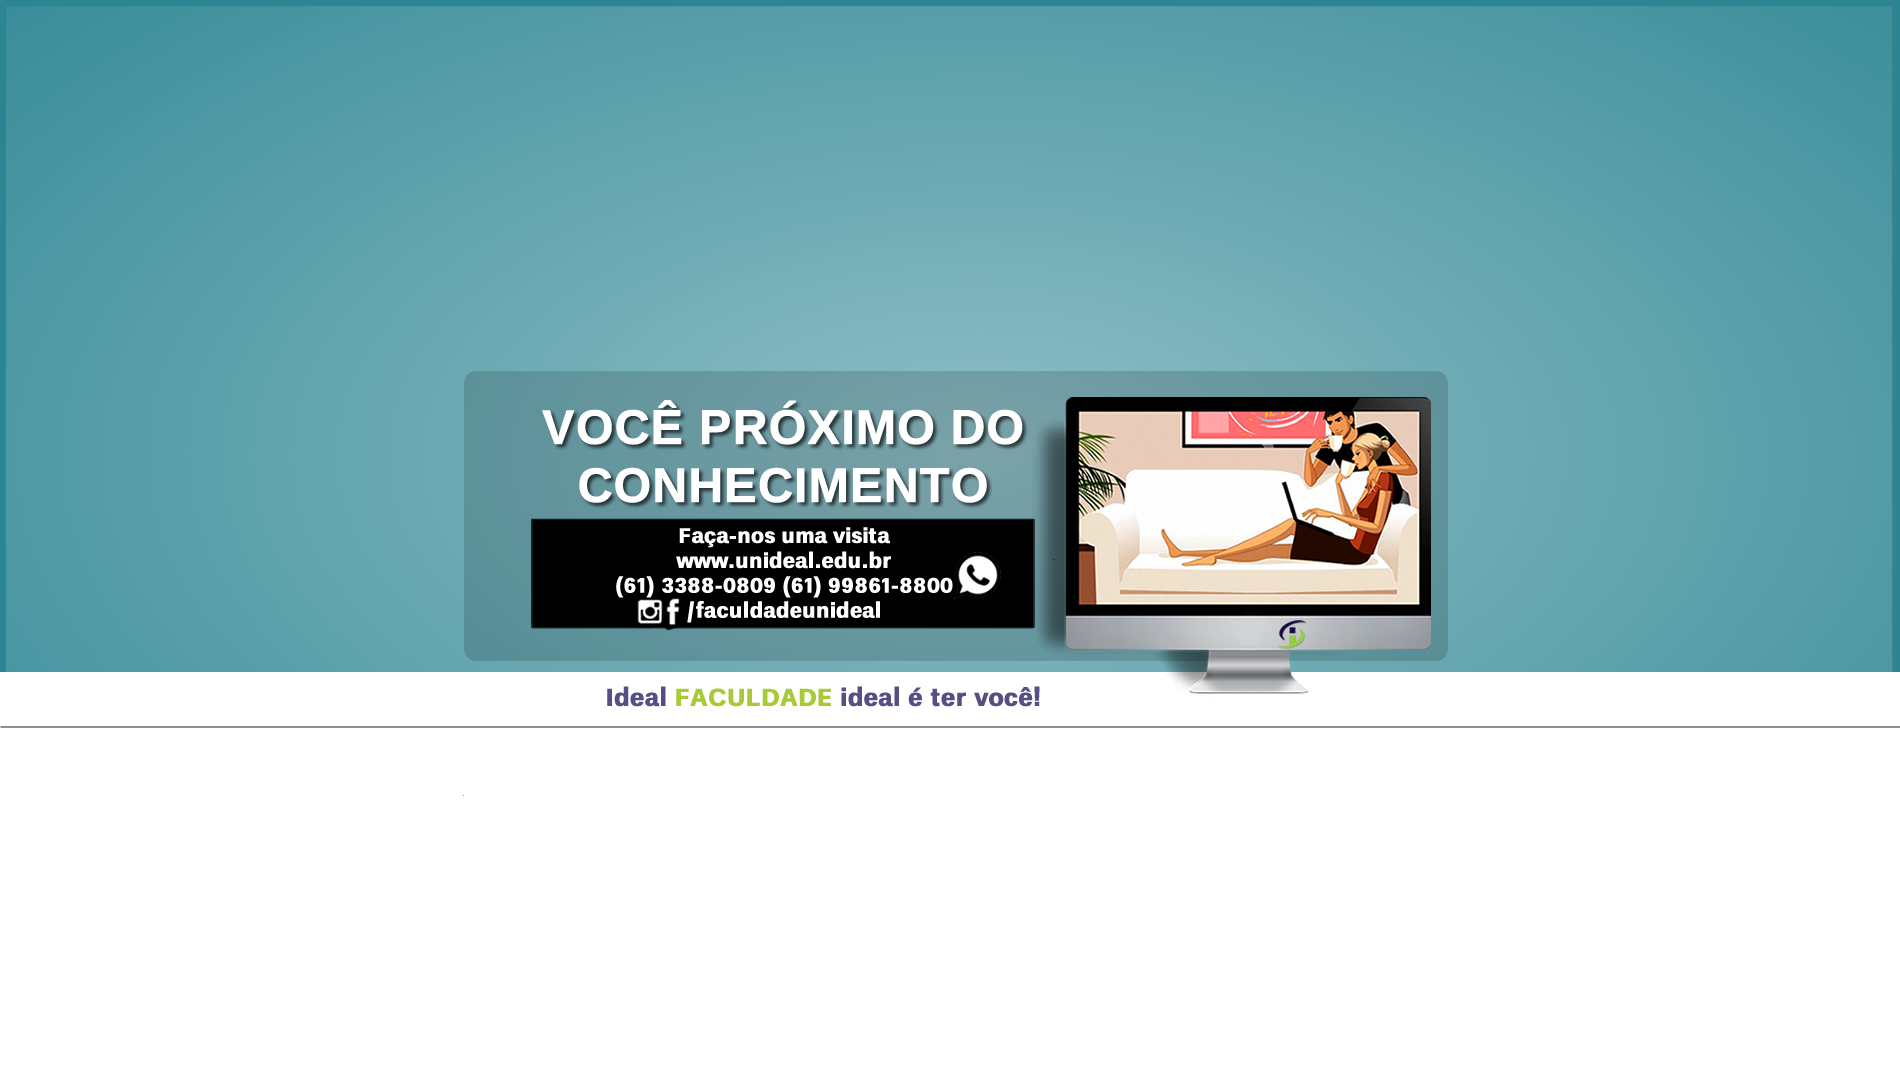 VOCÊ PRÓXIMO DO
CONHECIMENTO
Faça-nos uma visita
www.unideal.edu.br
(61) 3388-0809 (61) 99861-8800
/faculdadeunideal
Ideal FACULDADE ideal é ter você!